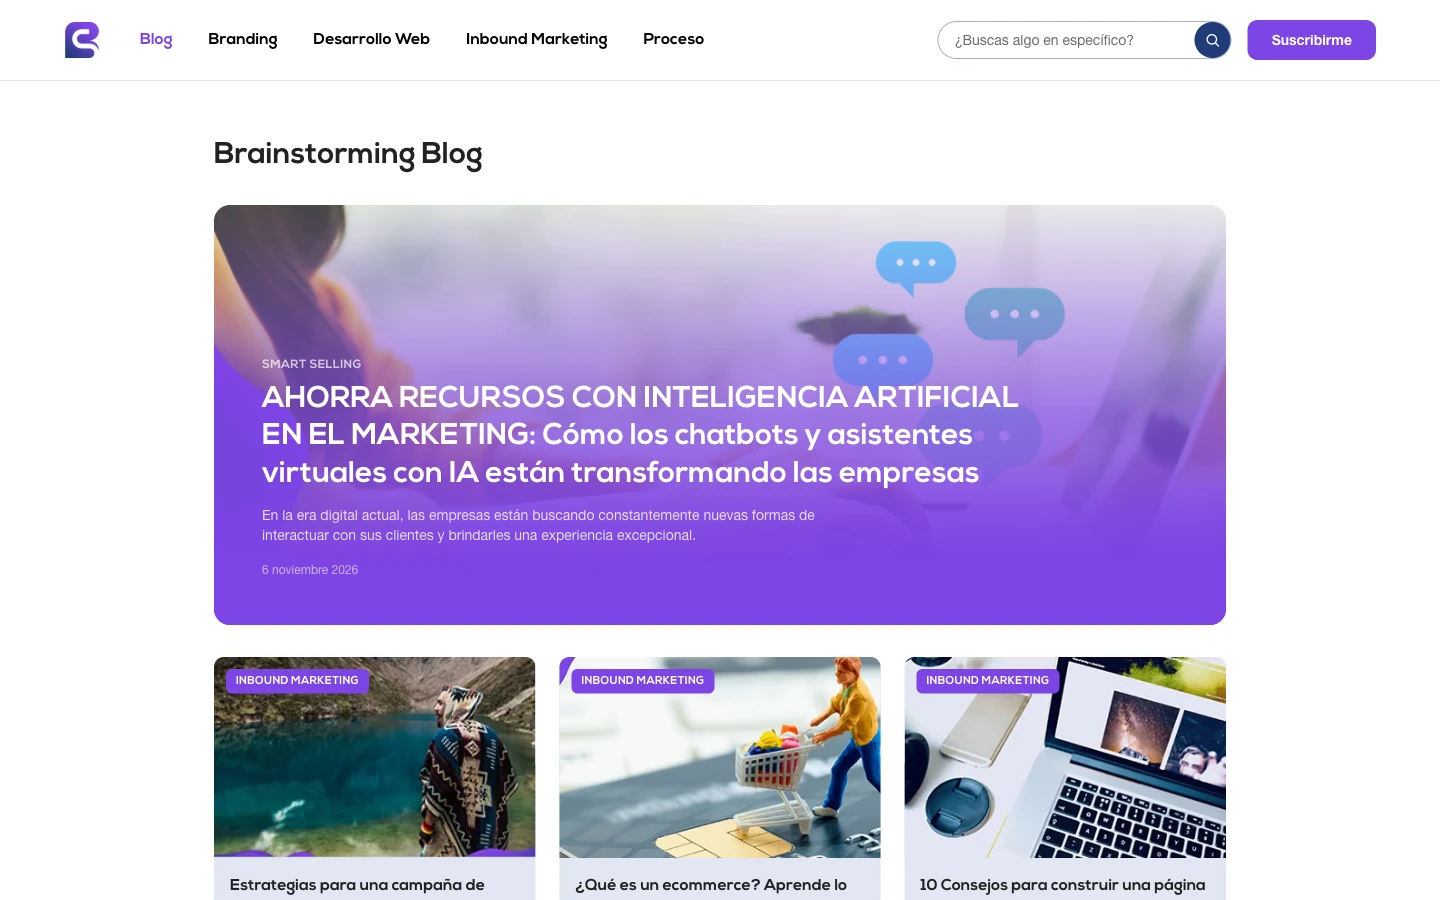 Blog
Branding
Desarrollo Web
Inbound Marketing
Proceso
¿Buscas algo en específico?
Suscribirme
Brainstorming Blog
SMART SELLING
AHORRA RECURSOS CON INTELIGENCIA ARTIFICIAL
EN EL MARKETING: Cómo los chatbots y asistentes
virtuales con IA están transformando las empresas
En la era digital actual, las empresas están buscando constantemente nuevas formas de
interactuar con sus clientes y brindarles una experiencia excepcional.
6 noviembre 2026
INBOUND MARKETING
Estrategias para una campaña de
INBOUND MARKETING
¿Qué es un ecommerce? Aprende lo
INBOUND MARKETING
10 Consejos para construir una página